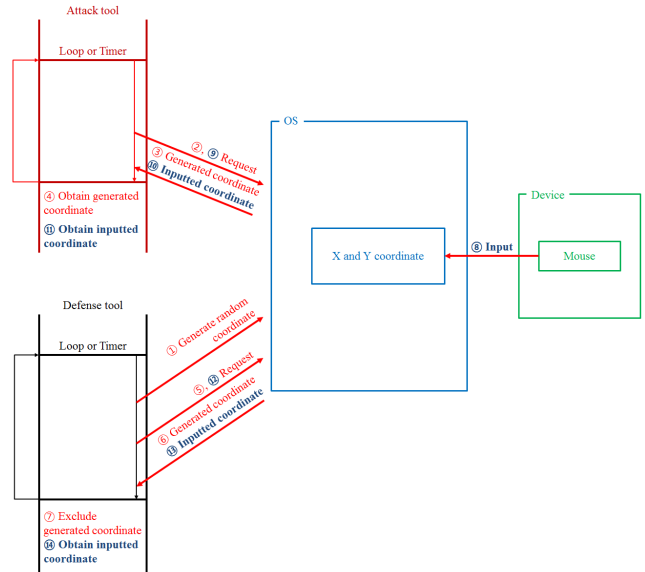 Attack tool
Loop or Timer
②, ⑨ Request
③ Generated coordinate
⑩ Inputted coordinate
④ Obtain generated
coordinate
⑪ Obtain inputted
coordinate
OS
X and Y coordinate
⑧ Input
Device
Mouse
Defense tool
Loop or Timer
① Generate random
coordinate
⑤, ⑫ Request
⑥ Generated coordinate
⑬ Inputted coordinate
⑦ Exclude
generated coordinate
⑭ Obtain inputted
coordinate